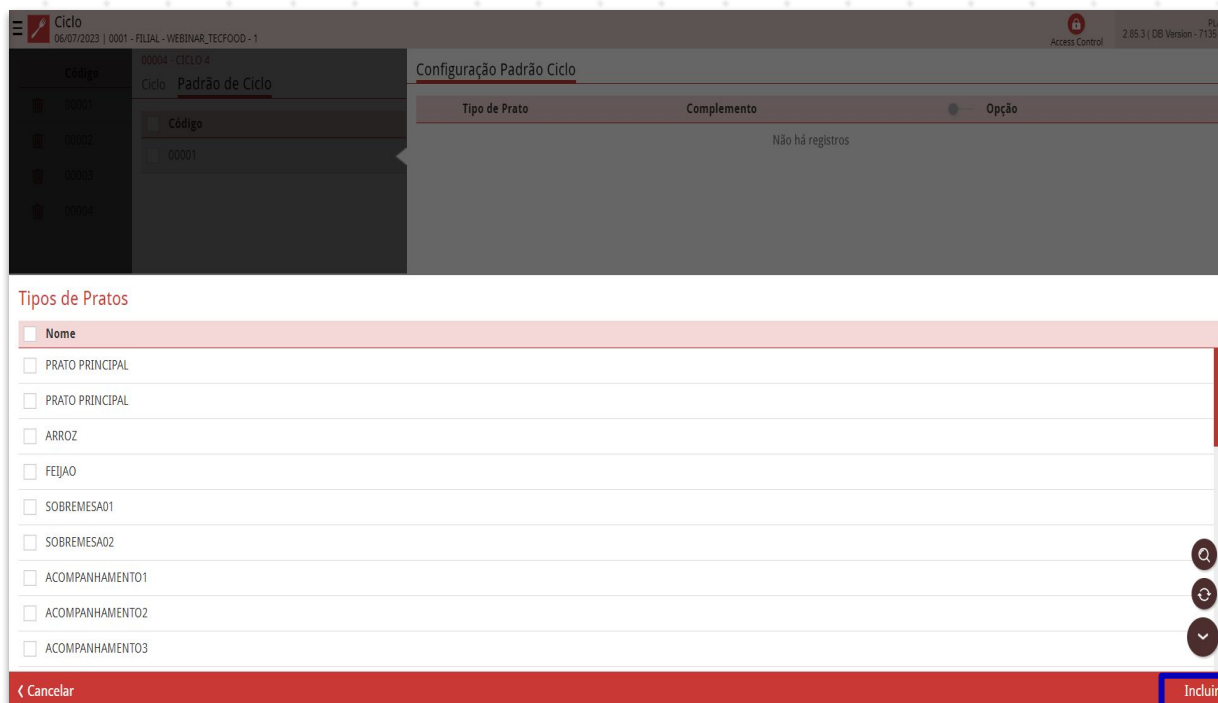 Ciclo
06/07/2023 | 0001 - FILIAL - WEBINAR_TECFOOD - 1
Access Control
PL
2.65.3 ( DB Version - 7135
Código
00001
00002
00003
00004
00004 - CICLO 4
Ciclo Padrão de Ciclo
Código
00001
Configuração Padrão Ciclo
Tipo de Prato Complemento Opção
Não há registros
Tipos de Pratos
Nome
PRATO PRINCIPAL
PRATO PRINCIPAL
ARROZ
FEIJAO
SOBREMESA01
SOBREMESA02
ACOMPANHAMENTO1
ACOMPANHAMENTO2
ACOMPANHAMENTO3
Cancelar
Incluir